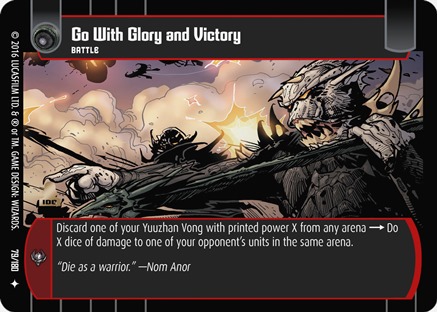 Go With Glory and Victory
BATTLE
Discard one of your Yuuzhan Vong with printed power X from any arena → Do
X dice of damage to one of your opponent's units in the same arena.
"Die as a warrior." —Nom Anor
© 2016 LUCASFILM LTD. & ® or TM. GAME DESIGN: WIZARDS.
79/180